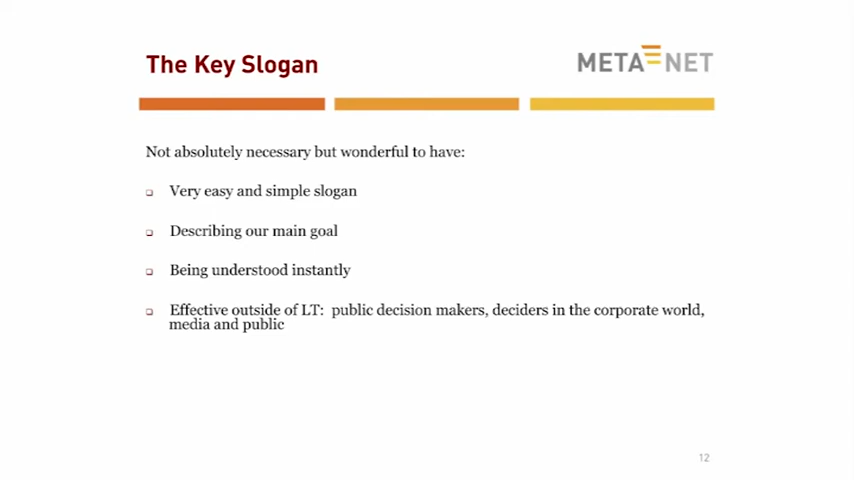 The Key Slogan
META NET
Not absolutely necessary but wonderful to have:
Very easy and simple slogan
Describing our main goal
Being understood instantly
Effective outside of LT: public decision makers, deciders in the corporate world,
media and public
12